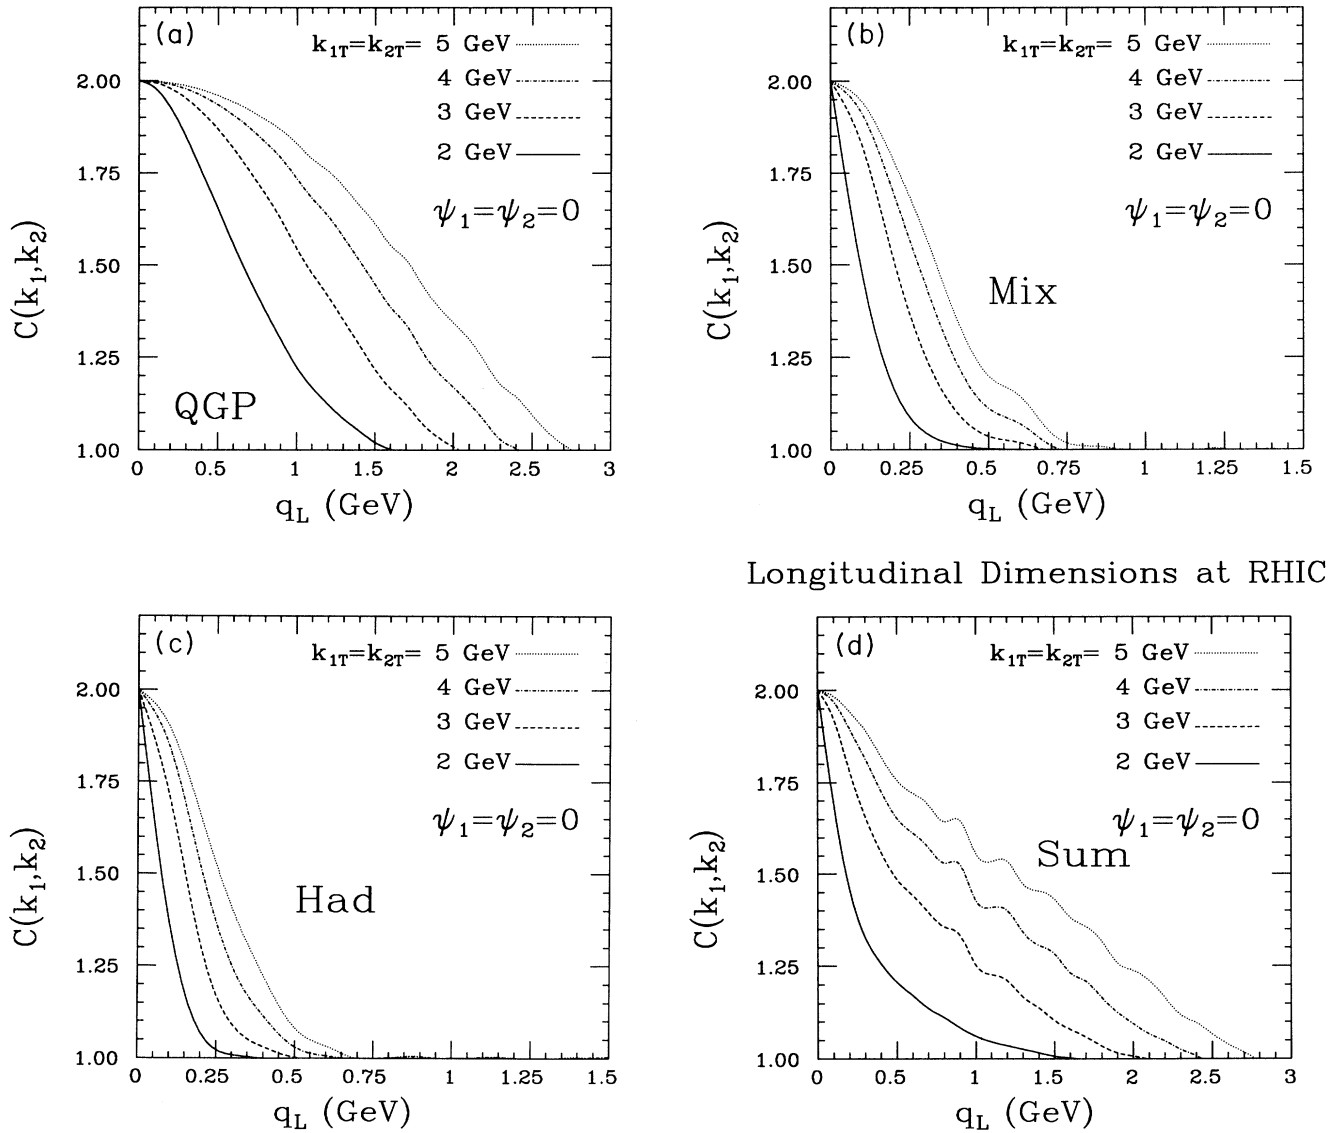 (a)
k1T=k2T= 5 GeV
4 GeV
3 GeV
2 GeV
ψ1=ψ2=0
QGP
C(k1,k2)
2.00
1.75
1.50
1.25
1.00
0 0.5 1 1.5 2 2.5 3
qL (GeV)
(b)
k1T=k2T= 5 GeV
4 GeV
3 GeV
2 GeV
ψ1=ψ2=0
Mix
C(k1,k2)
2.00
1.75
1.50
1.25
1.00
0 0.25 0.5 0.75 1 1.25 1.5
qL (GeV)
Longitudinal Dimensions at RHIC
(c)
k1T=k2T= 5 GeV
4 GeV
3 GeV
2 GeV
ψ1=ψ2=0
Had
C(k1,k2)
2.00
1.75
1.50
1.25
1.00
0 0.25 0.5 0.75 1 1.25 1.5
qL (GeV)
(d)
k1T=k2T= 5 GeV
4 GeV
3 GeV
2 GeV
ψ1=ψ2=0
Sum
C(k1,k2)
2.00
1.75
1.50
1.25
1.00
0 0.5 1 1.5 2 2.5 3
qL (GeV)